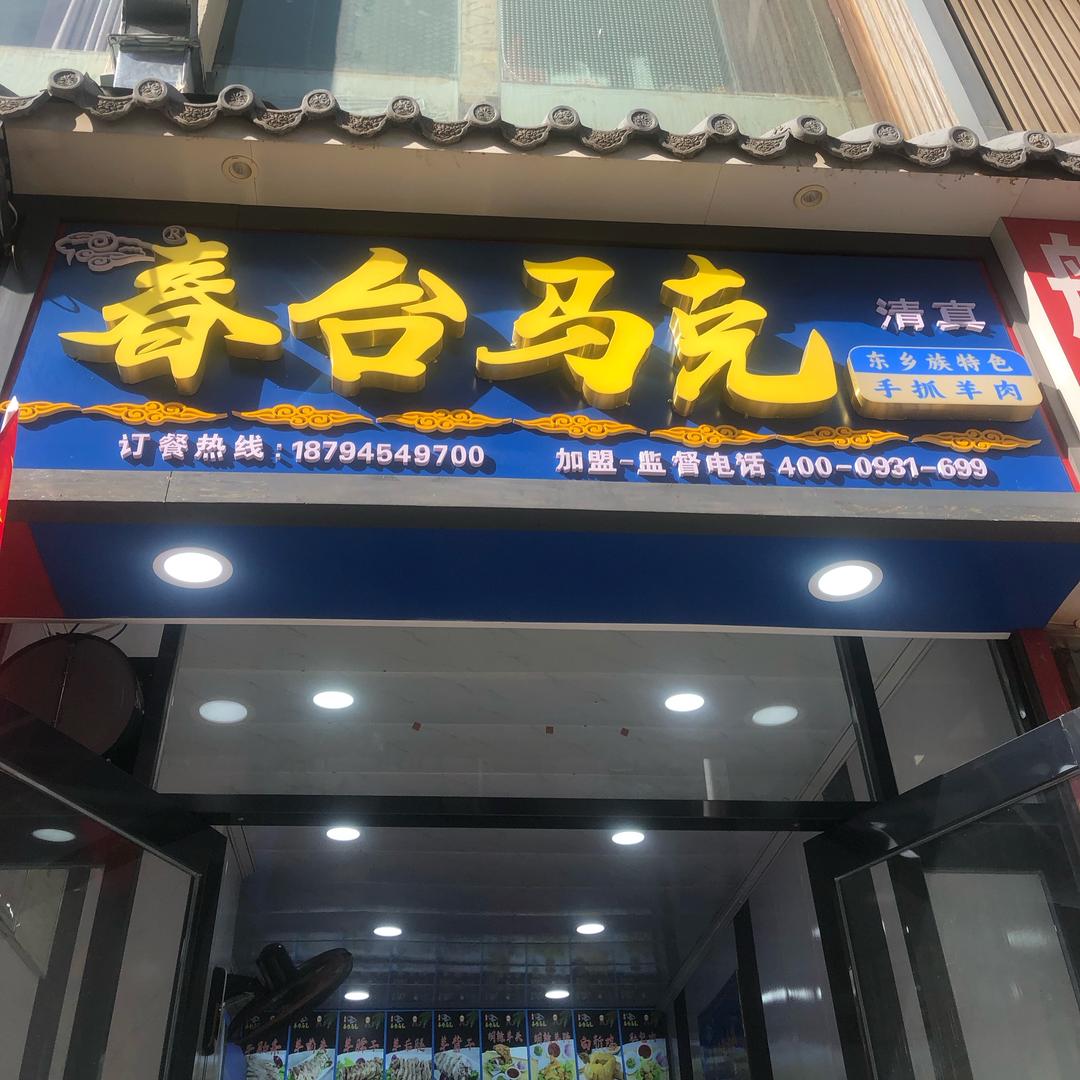 ®
春台马克
清真
东乡族特色
手抓羊肉
订餐热线:18794549700
加盟-监督电话 400-0931-699